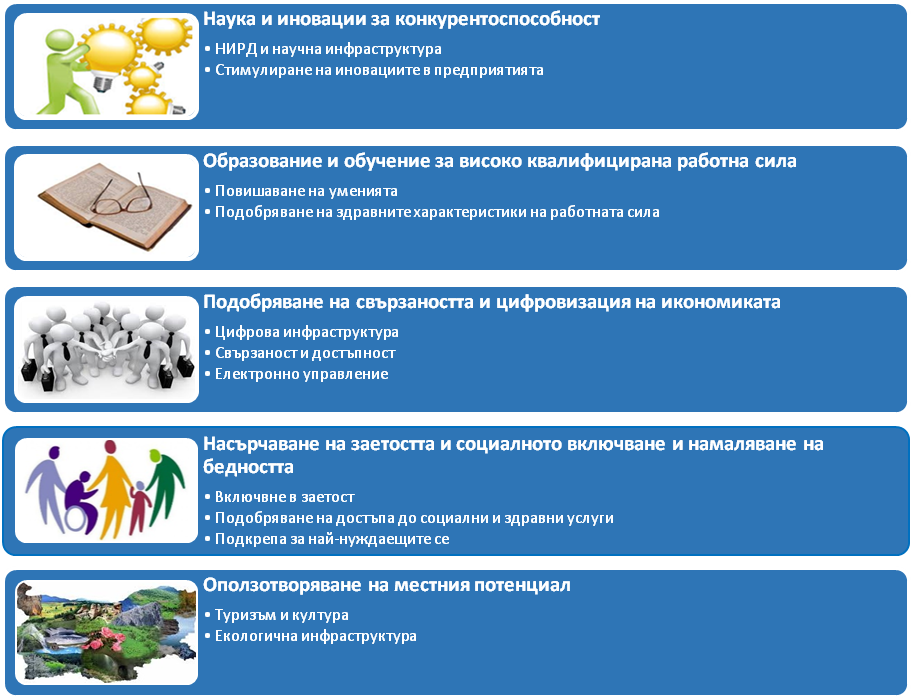 Наука и иновации за конкурентоспособност
• НИРД и научна инфраструктура
• Стимулиране на иновациите в предприятията
Образование и обучение за високо квалифицирана работна сила
• Повишаване на уменията
• Подобряване на здравните характеристики на работната сила
Подобряване на свързаността и цифровизация на икономиката
• Цифрова инфраструктура
• Свързаност и достъпност
• Електронно управление
Насърчаване на заетостта и социалното включване и намаляване на
бедността
• Включвне в заетост
• Подобряване на достъпа до социални и здравни услуги
• Подкрепа за най-нуждаещите се
Оползотворяване на местния потенциал
• Туризъм и култура
• Екологична инфраструктура